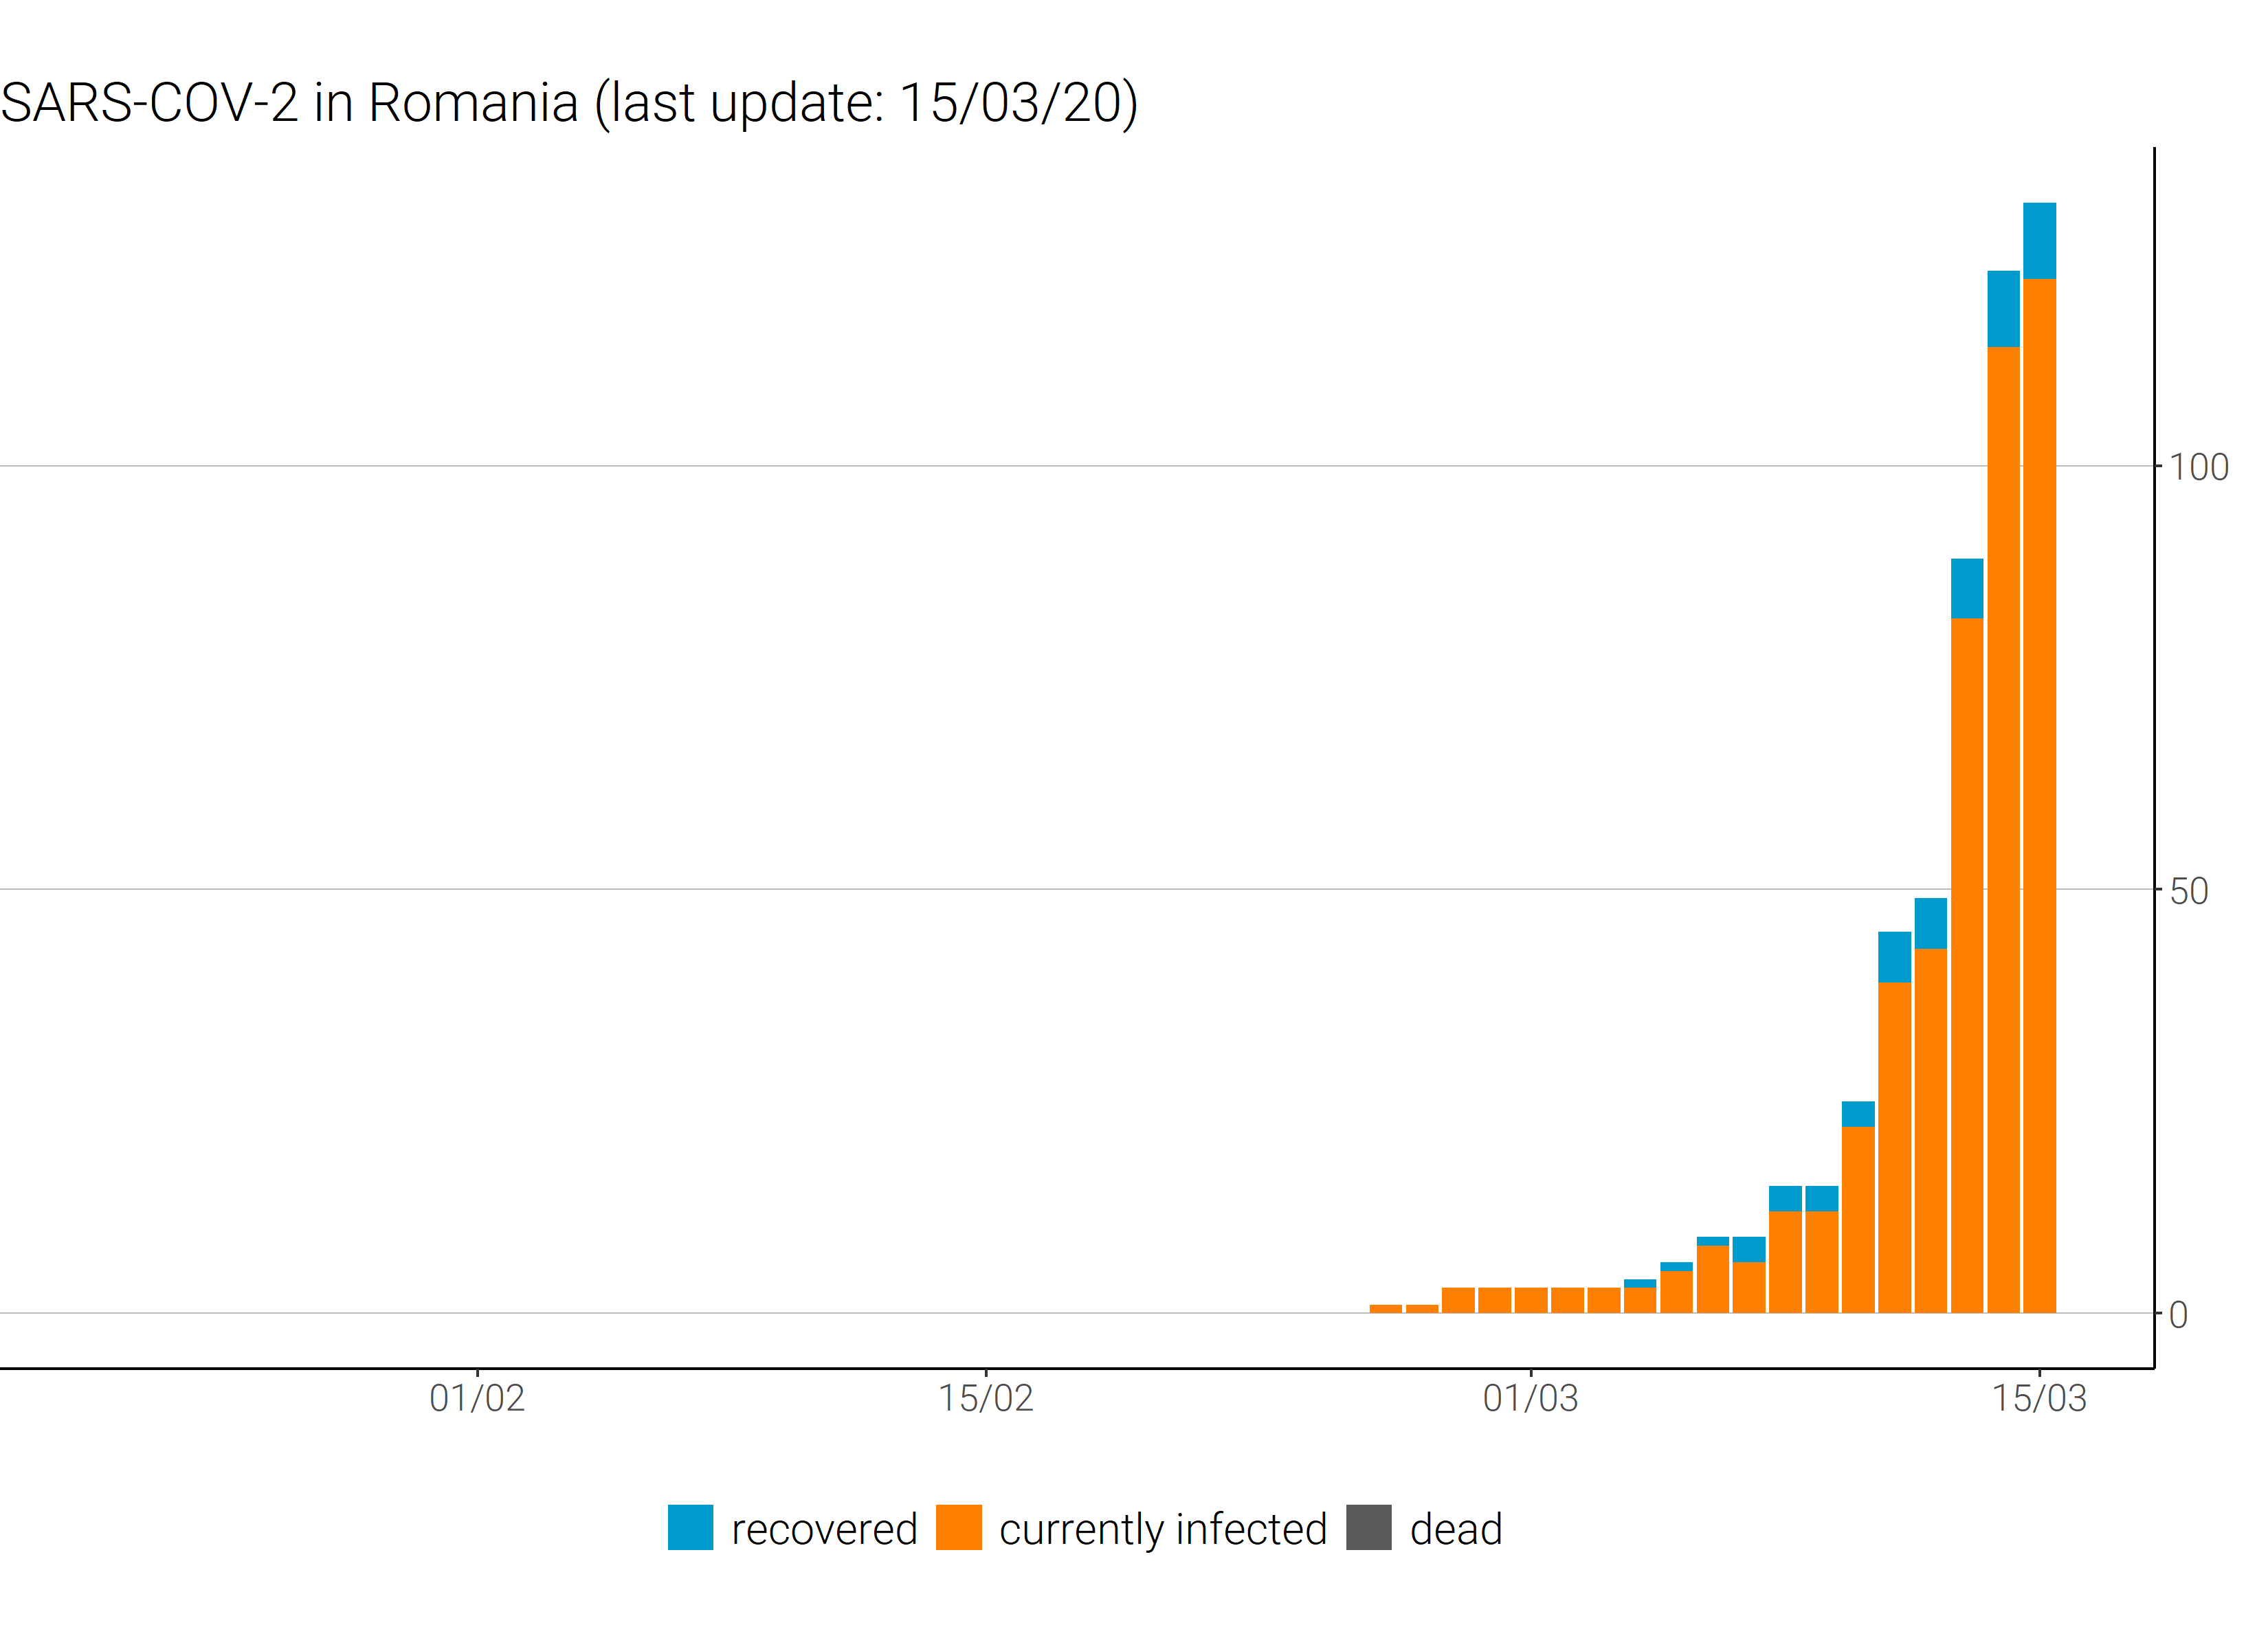 SARS-COV-2 in Romania (last update: 15/03/20)
100
50
0
01/02 15/02 01/03 15/03
recovered currently infected dead